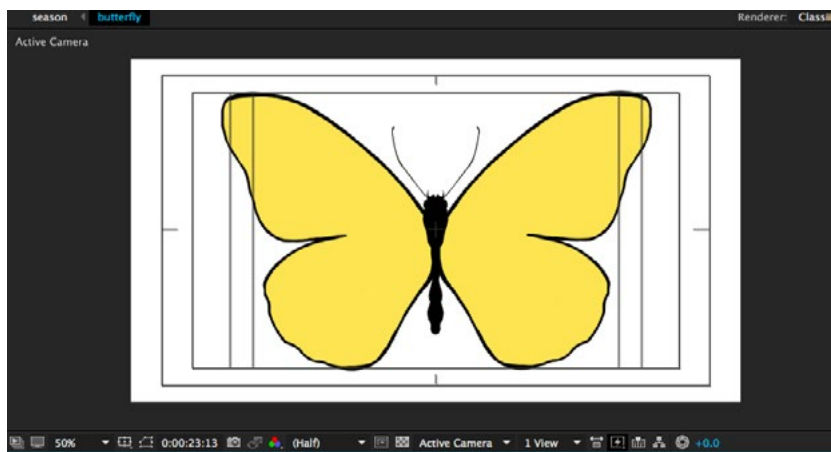 season butterfly Renderer: Classi
Active Camera
50% 0:00:23:13 (Half) Active Camera 1 View +0.0